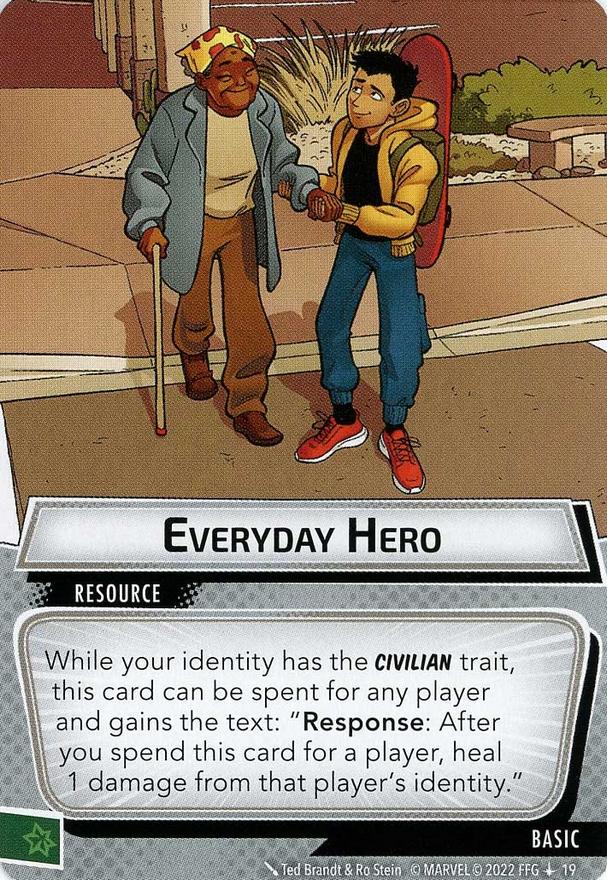 EVERYDAY HERO
RESOURCE
While your identity has the CIVILIAN trait,
this card can be spent for any player
and gains the text: “Response: After
you spend this card for a player, heal
1 damage from that player’s identity.”
BASIC
Ted Brandt & Ro Stein © MARVEL © 2022 FFG 19